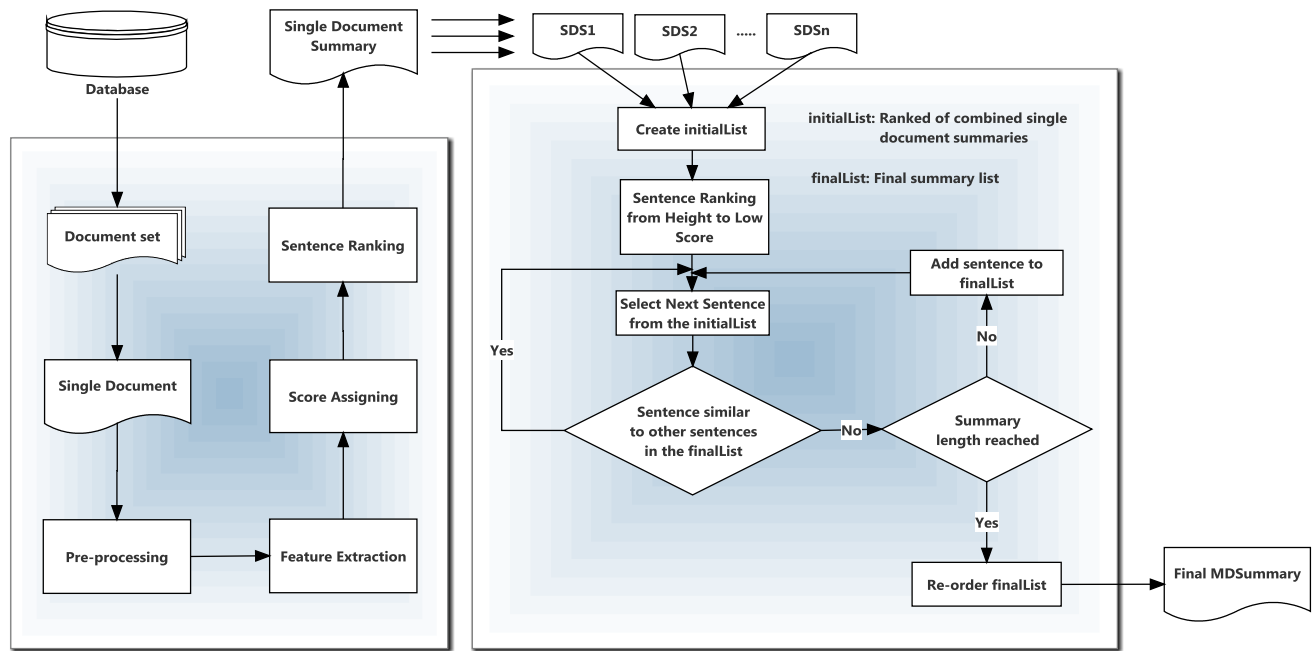 Database
Document set
Single Document
Pre-processing
Feature Extraction
Score Assigning
Sentence Ranking
Single Document
Summary
SDS1
SDS2
.....
SDSn
Create initialList
initialList: Ranked of combined single
document summaries
finalList: Final summary list
Sentence Ranking
from Height to Low
Score
Select Next Sentence
from the initialList
Yes
Sentence similar
to other sentences
in the finalList
No
Summary
length reached
No
Add sentence to
finalList
Yes
Re-order finalList
Final MDSummary